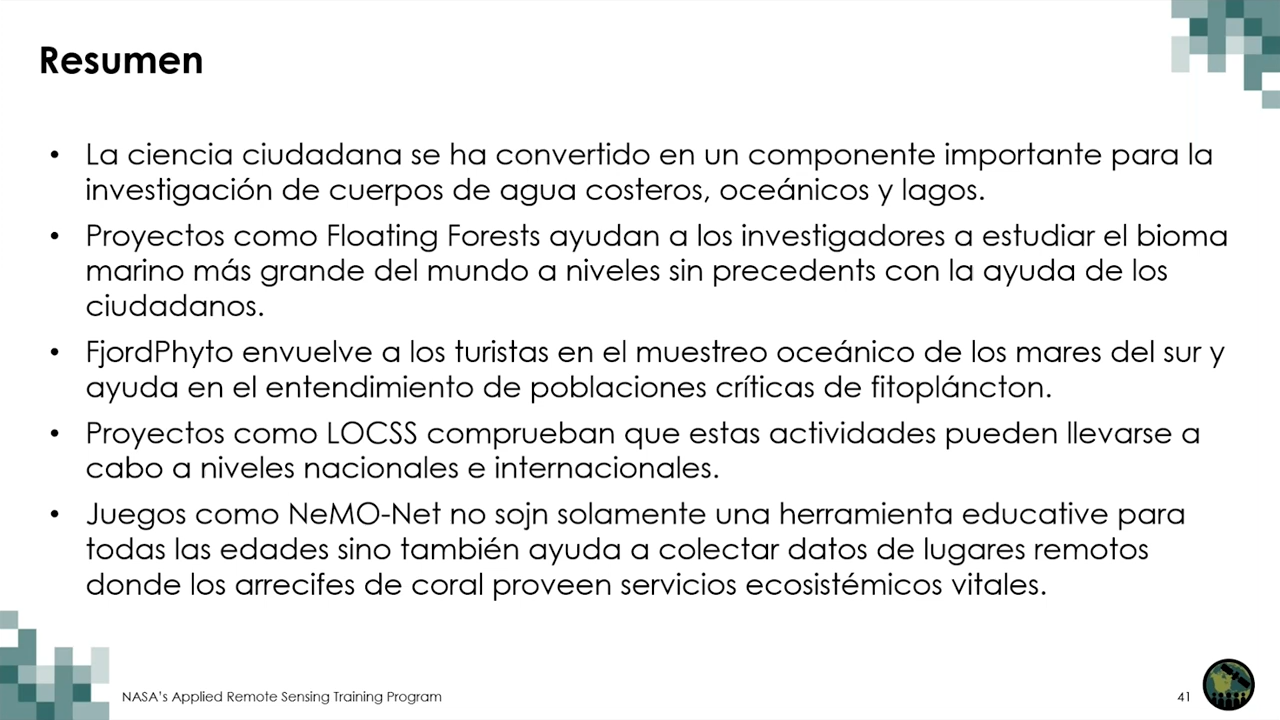 Resumen
• La ciencia ciudadana se ha convertido en un componente importante para la
investigación de cuerpos de agua costeros, oceánicos y lagos.
• Proyectos como Floating Forests ayudan a los investigadores a estudiar el bioma
marino más grande del mundo a niveles sin precedents con la ayuda de los
ciudadanos.
• FjordPhyto envuelve a los turistas en el muestreo oceánico de los mares del sur y
ayuda en el entendimiento de poblaciones críticas de fitopláncton.
• Proyectos como LOCSS comprueban que estas actividades pueden llevarse a
cabo a niveles nacionales e internacionales.
• Juegos como NeMO-Net no sojn solamente una herramienta educative para
todas las edades sino también ayuda a colectar datos de lugares remotos
donde los arrecifes de coral proveen servicios ecosistémicos vitales.
NASA's Applied Remote Sensing Training Program
41